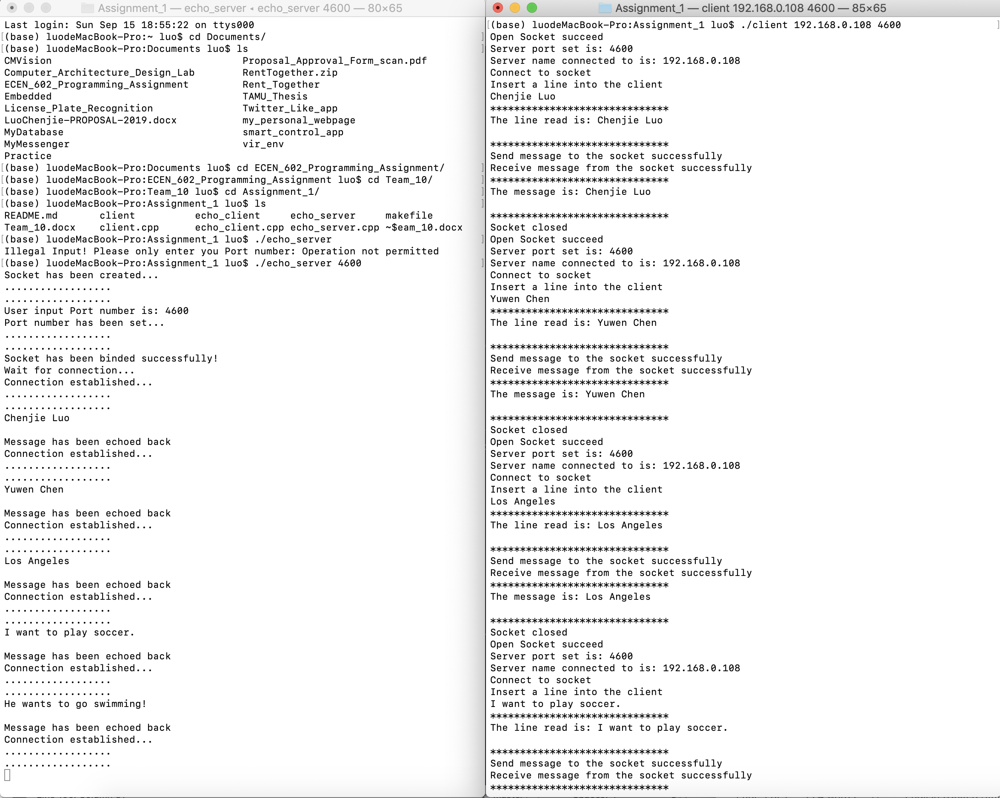 Assignment_1 — echo_server ◂ echo_server 4600 — 80×65
Last login: Sun Sep 15 18:55:22 on ttys000
[(base) luodeMacBook-Pro:~ luo$ cd Documents/ ]
[(base) luodeMacBook-Pro:Documents luo$ ls ]
CMVision Proposal_Approval_Form_scan.pdf
Computer_Architecture_Design_Lab RentTogether.zip
ECEN_602_Programming_Assignment Rent_Together
Embedded TAMU_Thesis
License_Plate_Recognition Twitter_Like_app
LuoChenjie-PROPOSAL-2019.docx my_personal_webpage
MyDatabase smart_control_app
MyMessenger vir_env
Practice
[(base) luodeMacBook-Pro:Documents luo$ cd ECEN_602_Programming_Assignment/ ]
[(base) luodeMacBook-Pro:ECEN_602_Programming_Assignment luo$ cd Team_10/ ]
[(base) luodeMacBook-Pro:Team_10 luo$ cd Assignment_1/ ]
[(base) luodeMacBook-Pro:Assignment_1 luo$ ls ]
README.md client echo_client echo_server makefile
Team_10.docx client.cpp echo_client.cpp echo_server.cpp ~$eam_10.docx
[(base) luodeMacBook-Pro:Assignment_1 luo$ ./echo_server ]
Illegal Input! Please only enter you Port number: Operation not permitted
[(base) luodeMacBook-Pro:Assignment_1 luo$ ./echo_server 4600 ]
Socket has been created...
..................
..................
User input Port number is: 4600
Port number has been set...
..................
..................
Socket has been binded successfully!
Wait for connection...
Connection established...
..................
..................
Chenjie Luo
Message has been echoed back
Connection established...
..................
..................
Yuwen Chen
Message has been echoed back
Connection established...
..................
..................
Los Angeles
Message has been echoed back
Connection established...
..................
..................
I want to play soccer.
Message has been echoed back
Connection established...
..................
..................
He wants to go swimming!
Message has been echoed back
Connection established...
..................
..................
Assignment_1 — client 192.168.0.108 4600 — 85×65
[(base) luodeMacBook-Pro:Assignment_1 luo$ ./client 192.168.0.108 4600 ]
Open Socket succeed
Server port set is: 4600
Server name connected to is: 192.168.0.108
Connect to socket
Insert a line into the client
Chenjie Luo
******************************
The line read is: Chenjie Luo
******************************
Send message to the socket successfully
Receive message from the socket successfully
******************************
The message is: Chenjie Luo
******************************
Socket closed
Open Socket succeed
Server port set is: 4600
Server name connected to is: 192.168.0.108
Connect to socket
Insert a line into the client
Yuwen Chen
******************************
The line read is: Yuwen Chen
******************************
Send message to the socket successfully
Receive message from the socket successfully
******************************
The message is: Yuwen Chen
******************************
Socket closed
Open Socket succeed
Server port set is: 4600
Server name connected to is: 192.168.0.108
Connect to socket
Insert a line into the client
Los Angeles
******************************
The line read is: Los Angeles
******************************
Send message to the socket successfully
Receive message from the socket successfully
******************************
The message is: Los Angeles
******************************
Socket closed
Open Socket succeed
Server port set is: 4600
Server name connected to is: 192.168.0.108
Connect to socket
Insert a line into the client
I want to play soccer.
******************************
The line read is: I want to play soccer.
******************************
Send message to the socket successfully
Receive message from the socket successfully
******************************